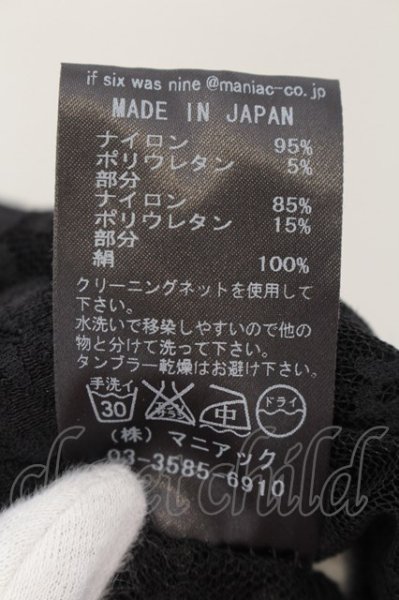 if six was nine @maniac-co.jp
MADE IN JAPAN
ナイロン 95%
ポリウレタン 5%
部分
ナイロン 85%
ポリウレタン 15%
部分
絹 100%
クリーニングネットを使用して
下さい。
水洗いで移染しやすいので他の
物と分けて洗って下さい。
タンブラー乾燥はお避け下さい。
手洗イ
30
中
ドライ
(株) マニアック
03-3585-6910
closetchild